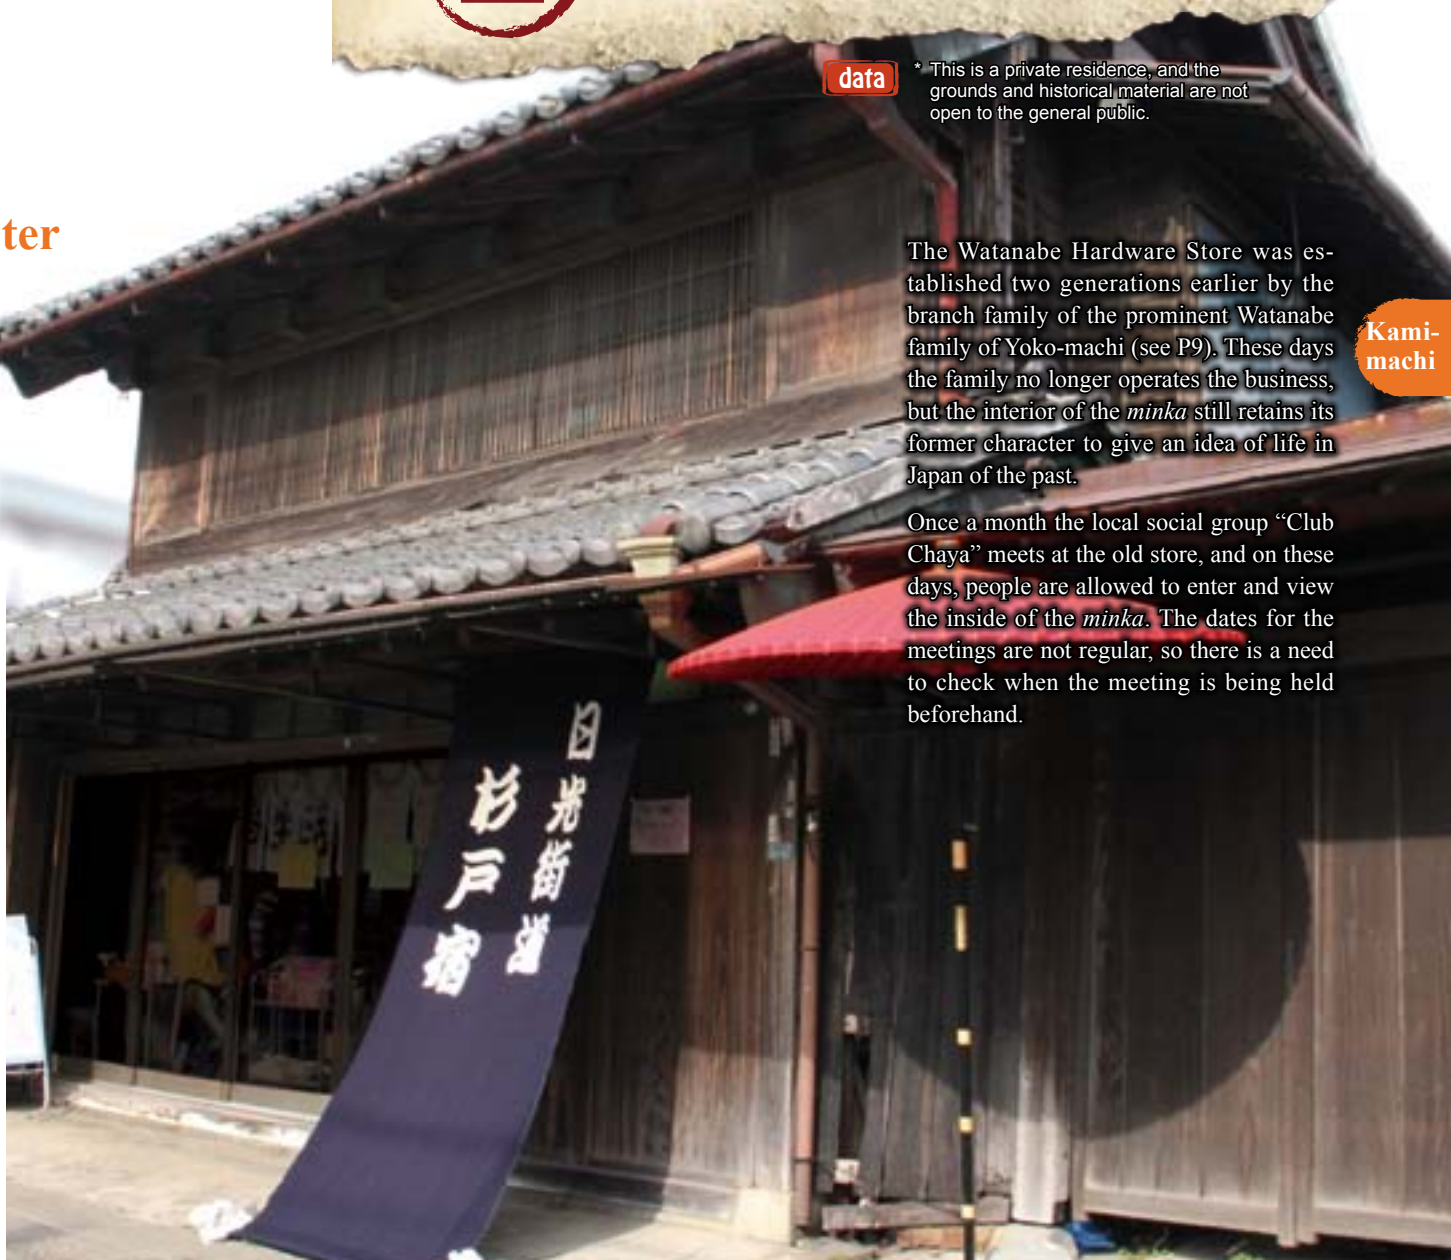 data
* This is a private residence, and the
grounds and historical material are not
open to the general public.
ter
The Watanabe Hardware Store was es-
tablished two generations earlier by the
branch family of the prominent Watanabe
family of Yoko-machi (see P9). These days
the family no longer operates the business,
but the interior of the minka still retains its
former character to give an idea of life in
Japan of the past.
Once a month the local social group “Club
Chaya” meets at the old store, and on these
days, people are allowed to enter and view
the inside of the minka. The dates for the
meetings are not regular, so there is a need
to check when the meeting is being held
beforehand.
Kami-
machi
日光街道
杉戸宿